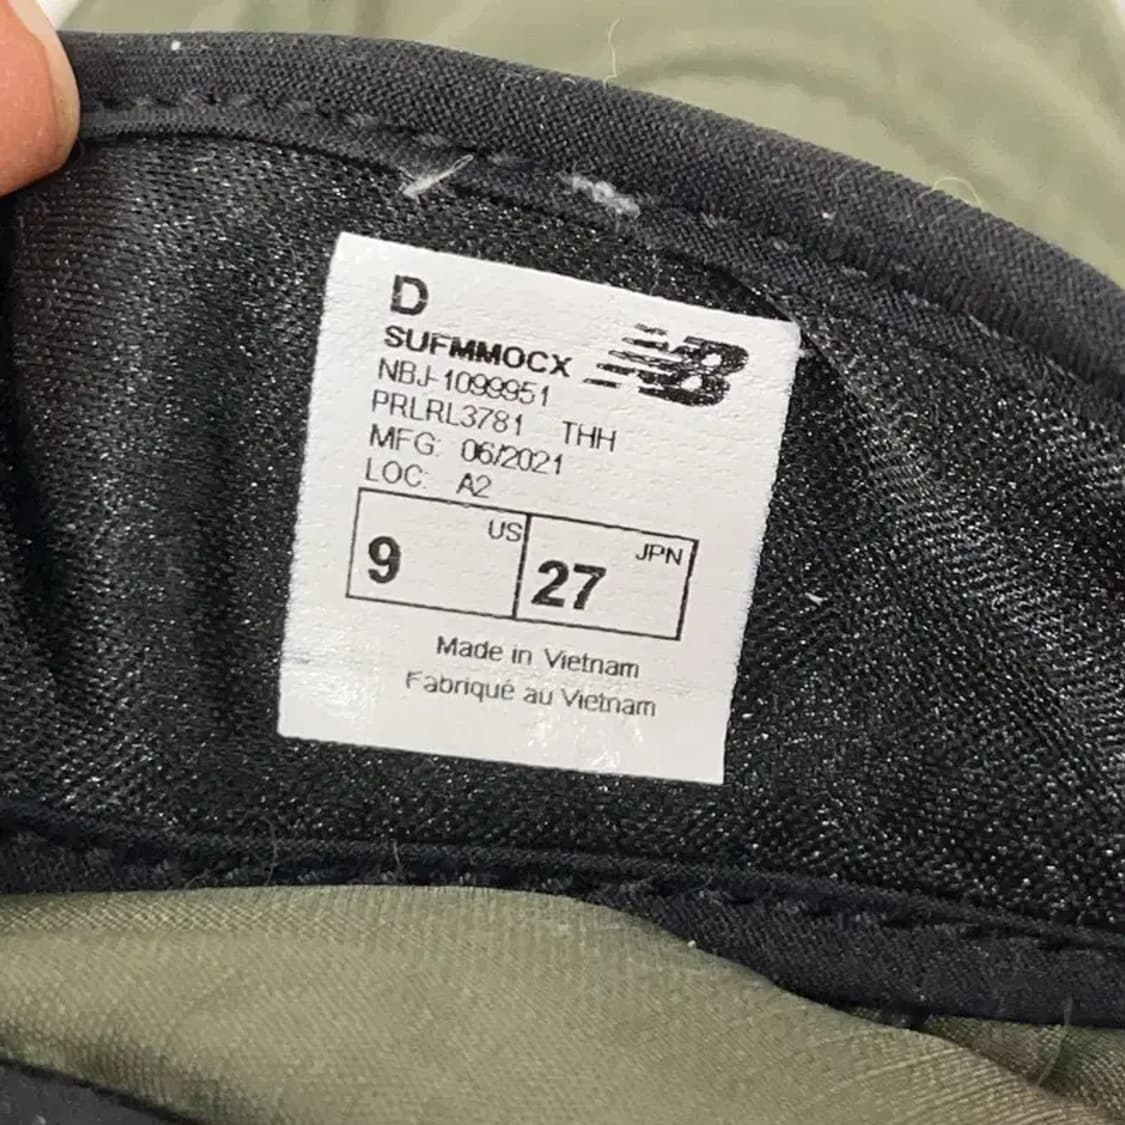 D
SUFMMOCX
NB
NBJ-1099951
PRLRL3781 THH
MFG: 06/2021
LOC: A2
9 US 27 JPN
Made in Vietnam
Fabriqué au Vietnam